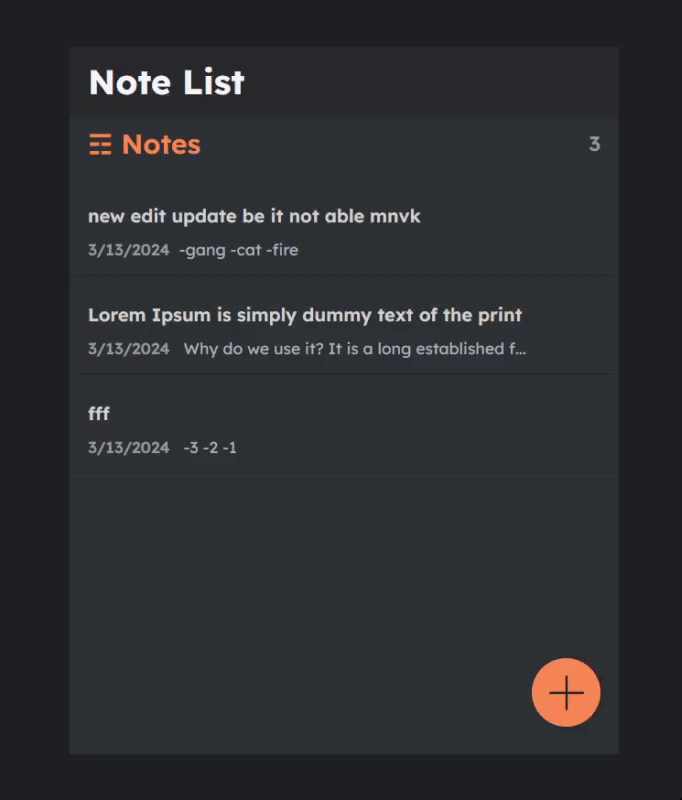 Note List
☶ Notes
3
new edit update be it not able mnvk
3/13/2024 -gang -cat -fire
Lorem Ipsum is simply dummy text of the print
3/13/2024 Why do we use it? It is a long established f...
fff
3/13/2024 -3 -2 -1